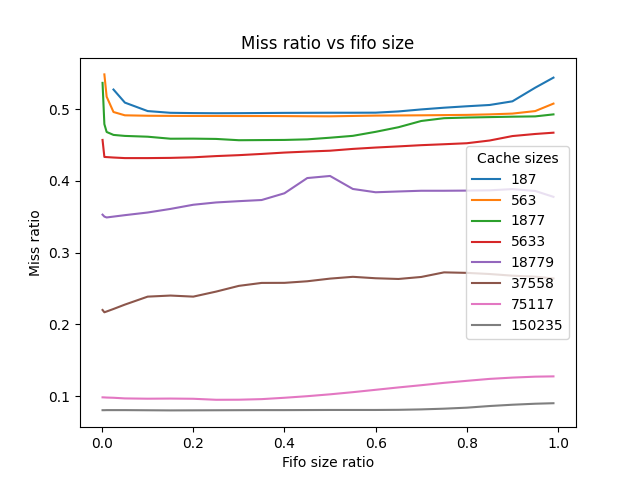 Miss ratio vs fifo size
Miss ratio
0.5
0.4
0.3
0.2
0.1
Cache sizes
187
563
1877
5633
18779
37558
75117
150235
0.0 0.2 0.4 0.6 0.8 1.0
Fifo size ratio